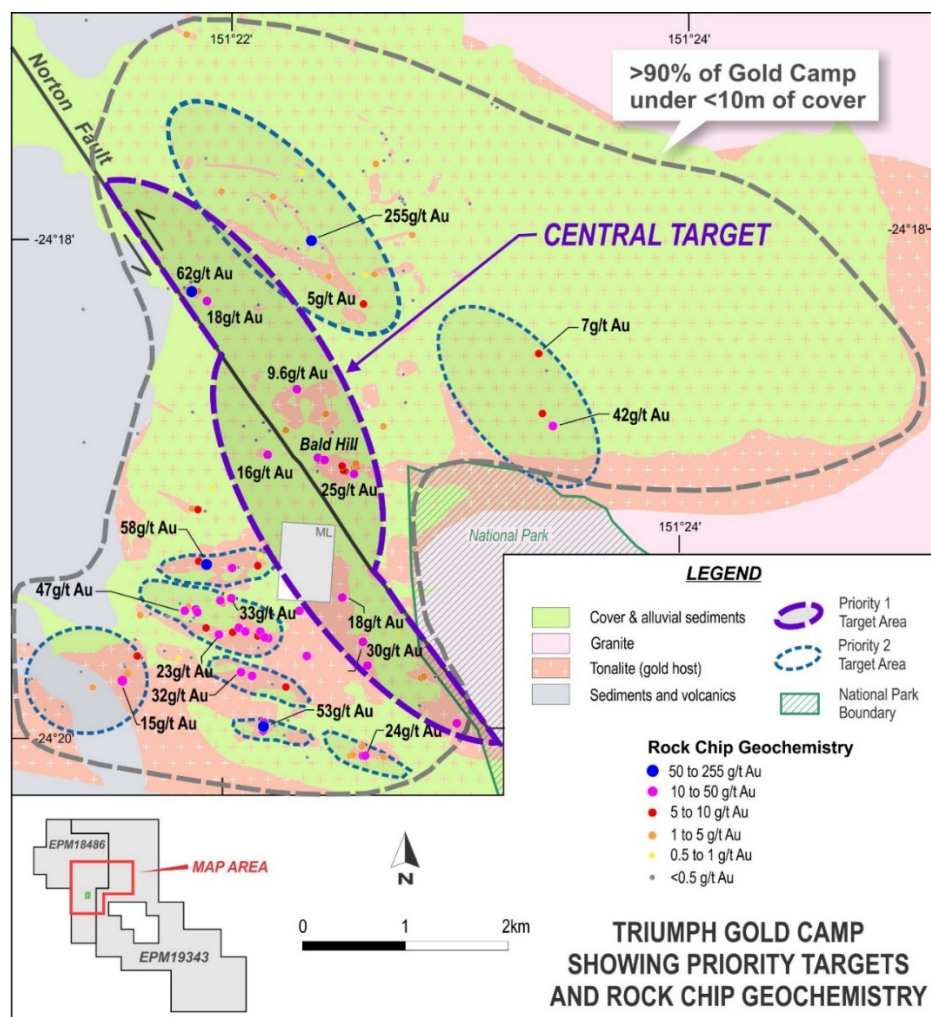 151°22'
151°24'
>90% of Gold Camp
under <10m of cover
Norton Fault
-24°18'
-24°18'
255g/t Au
CENTRAL TARGET
62g/t Au
18g/t Au
5g/t Au
7g/t Au
9.6g/t Au
42g/t Au
Bald Hill
16g/t Au
25g/t Au
National Park
151°24'
ML
58g/t Au
47g/t Au
33g/t Au
18g/t Au
30g/t Au
23g/t Au
32g/t Au
15g/t Au
53g/t Au
24g/t Au
-24°20'
LEGEND
Cover & alluvial sediments
Granite
Tonalite (gold host)
Sediments and volcanics
Priority 1
Target Area
Priority 2
Target Area
National Park
Boundary
Rock Chip Geochemistry
50 to 255 g/t Au
10 to 50 g/t Au
5 to 10 g/t Au
1 to 5 g/t Au
0.5 to 1 g/t Au
<0.5 g/t Au
EPM18486
MAP AREA
EPM19343
N
0 1 2km
TRIUMPH GOLD CAMP
SHOWING PRIORITY TARGETS
AND ROCK CHIP GEOCHEMISTRY